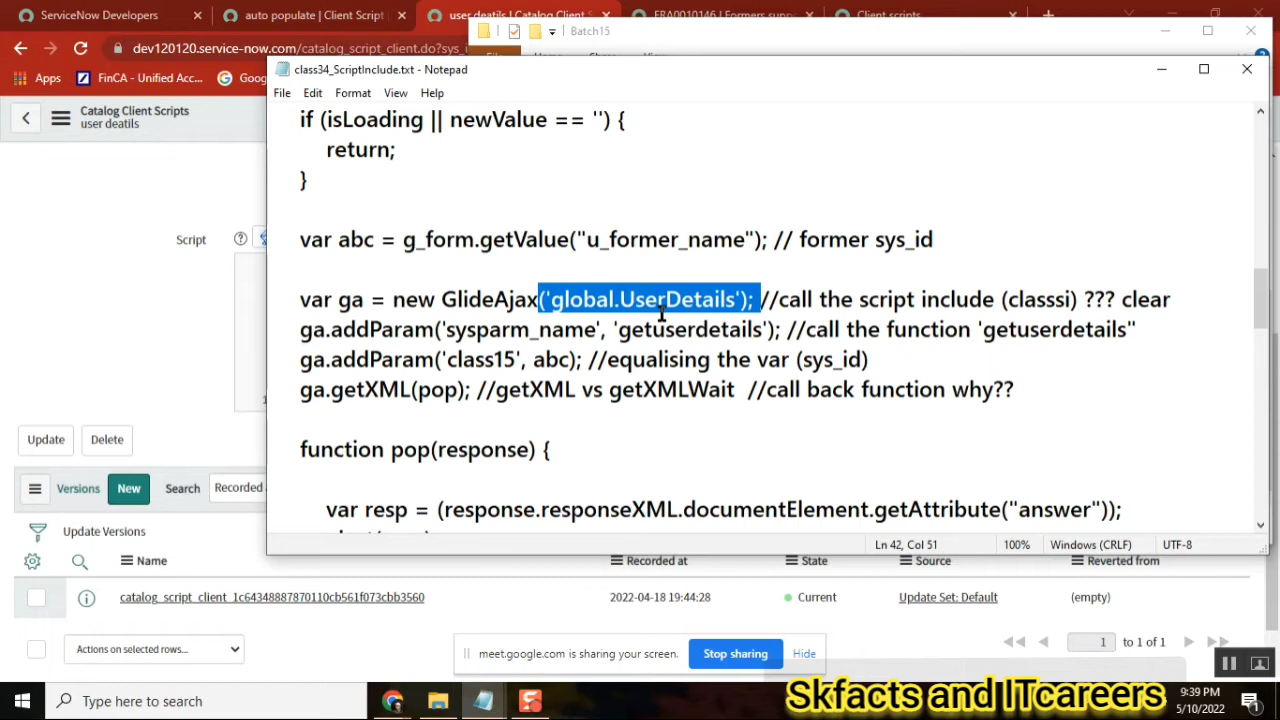 ServiceNow Developers
auto populate | Client Script
user deatils | Catalog Client S
FRA0010146 | Formers supp
Client scripts
dev120120.service-now.com/catalog_script_client.do?sys_i
Batch15
Apps
FinCA - Unified Acc...
Goog
class34_ScriptInclude.txt - Notepad
File Edit Format View Help
Catalog Client Scripts
user deatils
if (isLoading || newValue == '') {
return;
}
Script
var abc = g_form.getValue("u_former_name"); // former sys_id
var ga = new GlideAjax('global.UserDetails'); //call the script include (classsi) ??? clear
ga.addParam('sysparm_name', 'getuserdetails'); //call the function 'getuserdetails"
ga.addParam('class15', abc); //equalising the var (sys_id)
ga.getXML(pop); //getXML vs getXMLWait //call back function why??
Update
Delete
function pop(response) {
Versions
New
Search
Recorded a
var resp = (response.responseXML.documentElement.getAttribute("answer"));
Update Versions
Ln 42, Col 51
100%
Windows (CRLF)
UTF-8
Name
Recorded at
State
Source
Reverted from
catalog_script_client_1c64348887870110cb561f073cbb3560
2022-04-18 19:44:28
Current
Update Set: Default
(empty)
Actions on selected rows...
meet.google.com is sharing your screen.
Stop sharing
Hide
1 to 1 of 1
Type here to search
Skfacts and ITcareers
9:39 PM
5/10/2022